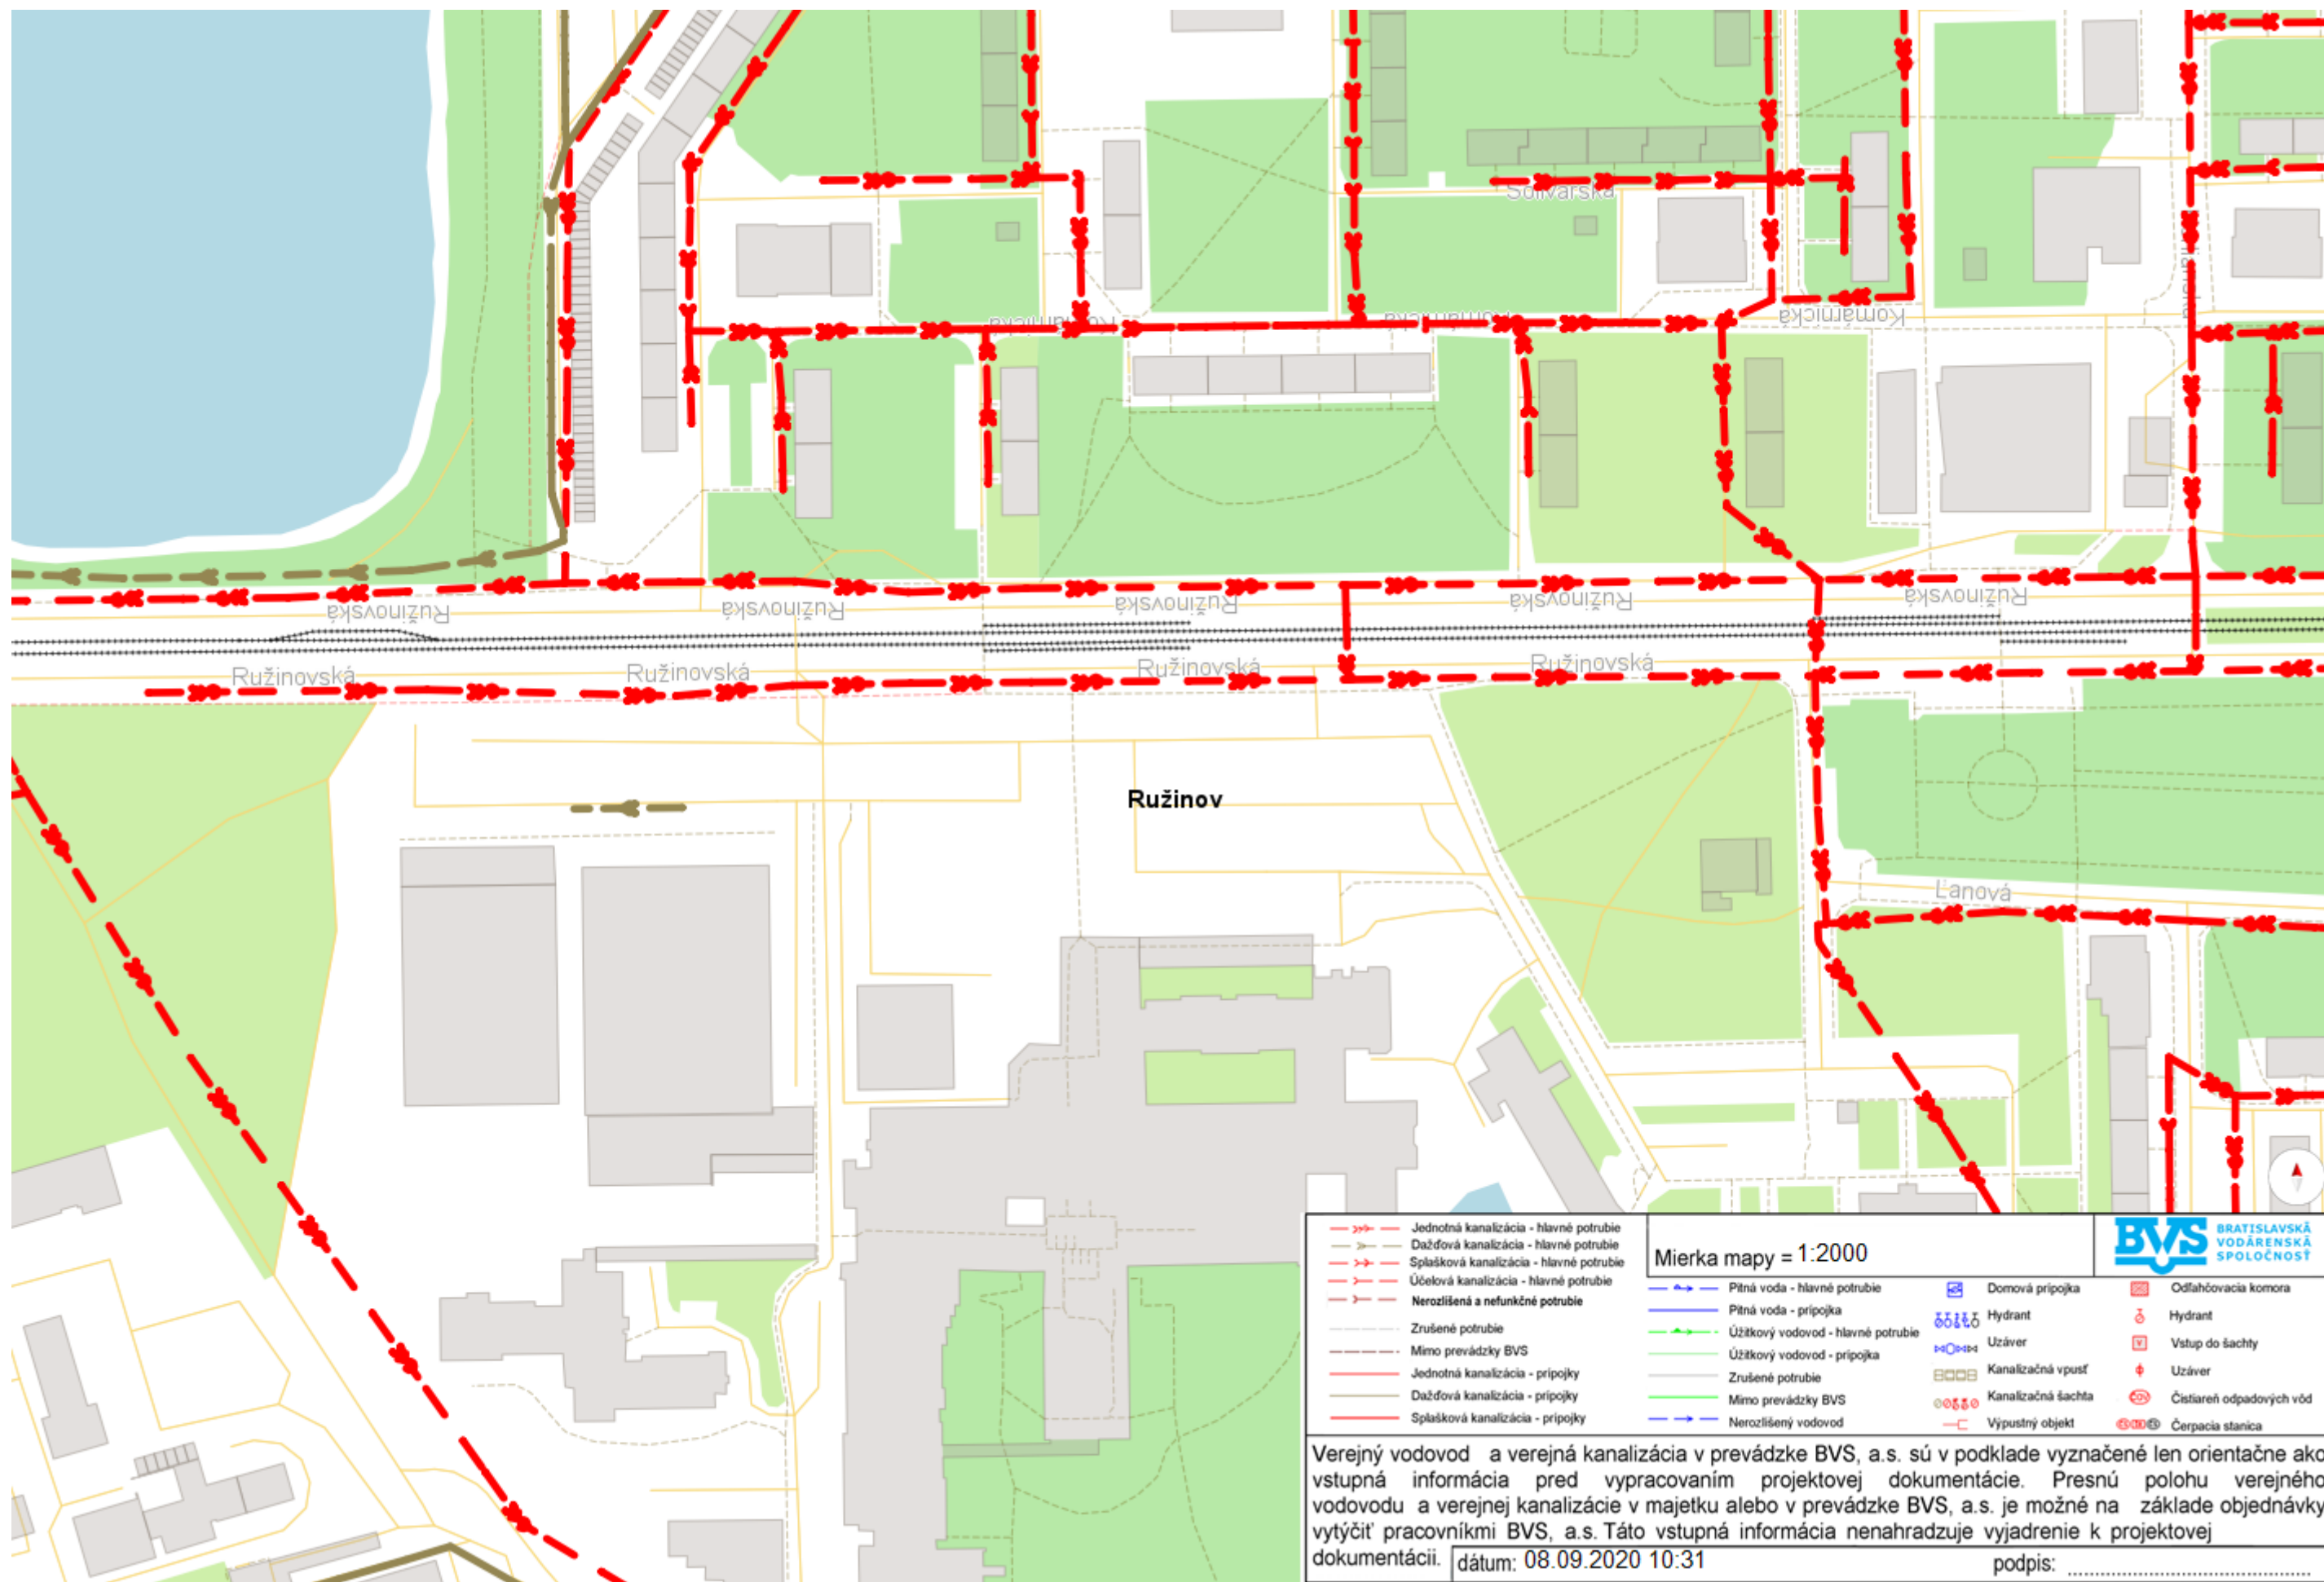 Solivarská
Komárnická
Komárnická
Komárnická
Ružinovská
Ružinovská
Ružinovská
Ružinovská
Ružinovská
Ružinovská
Ružinovská
Ružinovská
Ružinovská
Ružinov
Ľanová
Jednotná kanalizácia - hlavné potrubie
Dažďová kanalizácia - hlavné potrubie
Splašková kanalizácia - hlavné potrubie
Účelová kanalizácia - hlavné potrubie
Nerozlíšená a nefunkčné potrubie
Zrušené potrubie
Mimo prevádzky BVS
Jednotná kanalizácia - prípojky
Dažďová kanalizácia - prípojky
Splašková kanalizácia - prípojky
Mierka mapy = 1:2000
BVS BRATISLAVSKÁ
VODÁRENSKÁ
SPOLOČNOSŤ
Pitná voda - hlavné potrubie
Pitná voda - prípojka
Úžitkový vodovod - hlavné potrubie
Úžitkový vodovod - prípojka
Zrušené potrubie
Mimo prevádzky BVS
Nerozlíšený vodovod
Domová prípojka
Hydrant
Uzáver
Kanalizačná vpusť
Kanalizačná šachta
Výpustný objekt
Odľahčovacia komora
Hydrant
Vstup do šachty
Uzáver
Čistiareň odpadových vôd
Čerpacia stanica
Verejný vodovod a verejná kanalizácia v prevádzke BVS, a.s. sú v podklade vyznačené len orientačne ako
vstupná informácia pred vypracovaním projektovej dokumentácie. Presnú polohu verejného
vodovodu a verejnej kanalizácie v majetku alebo v prevádzke BVS, a.s. je možné na základe objednávky
vytýčiť pracovníkmi BVS, a.s. Táto vstupná informácia nenahradzuje vyjadrenie k projektovej
dokumentácii.
dátum: 08.09.2020 10:31
podpis: ........................................